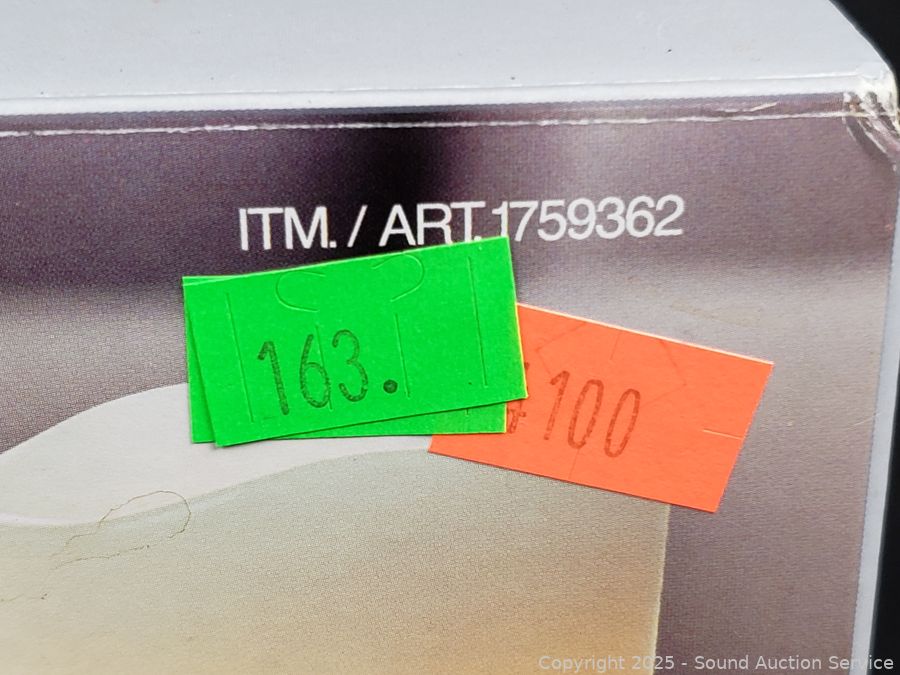 ITM. / ART.1759362
163.
100
Copyright © 2025 - Sound Auction Service